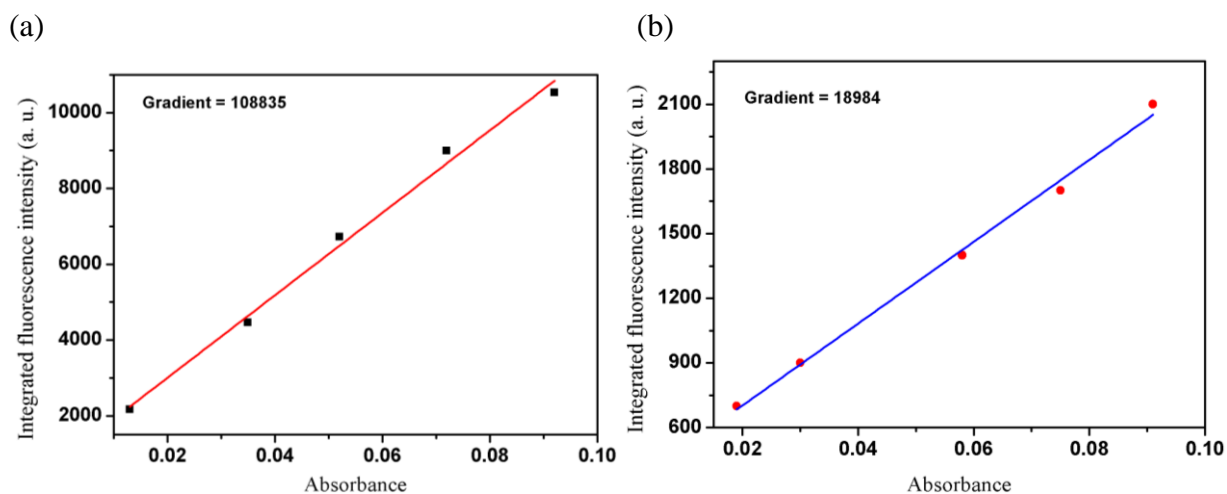 (a)
Gradient = 108835
Integrated fluorescence intensity (a. u.)
10000
8000
6000
4000
2000
0.02 0.04 0.06 0.08 0.10
Absorbance
(b)
Gradient = 18984
Integrated fluorescence intensity (a. u.)
2100
1800
1500
1200
900
600
0.02 0.04 0.06 0.08 0.10
Absorbance